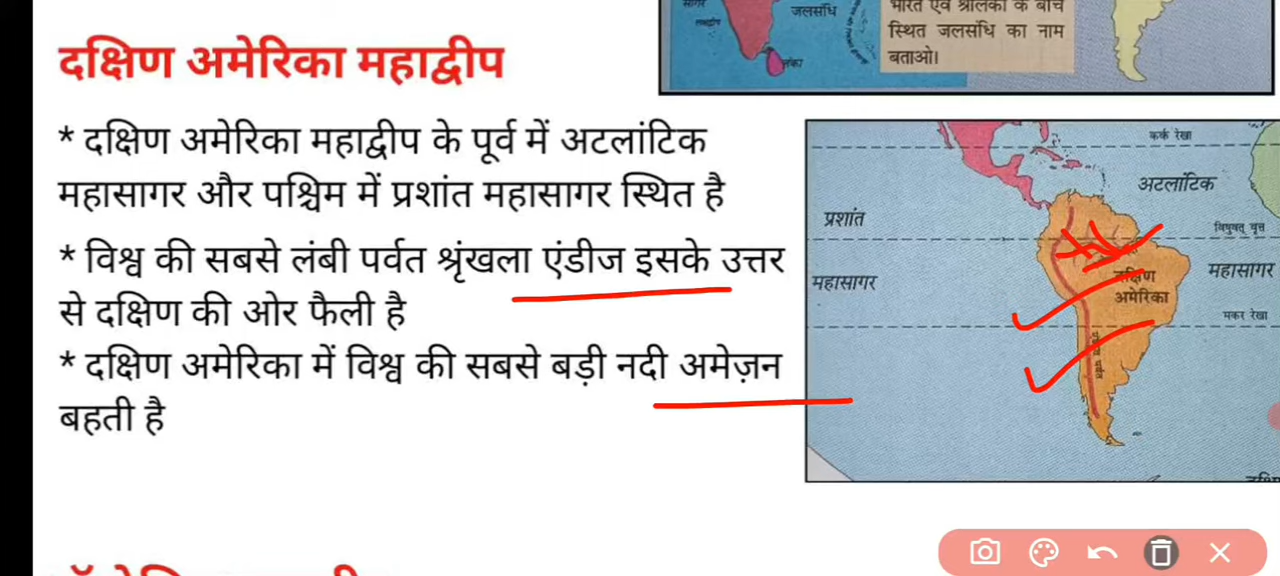 जलसंधि
भारत एवं श्रीलंका के बीच
स्थित जलसंधि का नाम
बताओ।
दक्षिण अमेरिका महाद्वीप
* दक्षिण अमेरिका महाद्वीप के पूर्व में अटलांटिक
महासागर और पश्चिम में प्रशांत महासागर स्थित है
* विश्व की सबसे लंबी पर्वत श्रृंखला एंडीज इसके उत्तर
से दक्षिण की ओर फैली है
* दक्षिण अमेरिका में विश्व की सबसे बड़ी नदी अमेज़न
बहती है
कर्क रेखा
अटलांटिक
प्रशांत
विषुवत् वृत्त
महासागर
महासागर
दक्षिण
अमेरिका
मकर रेखा